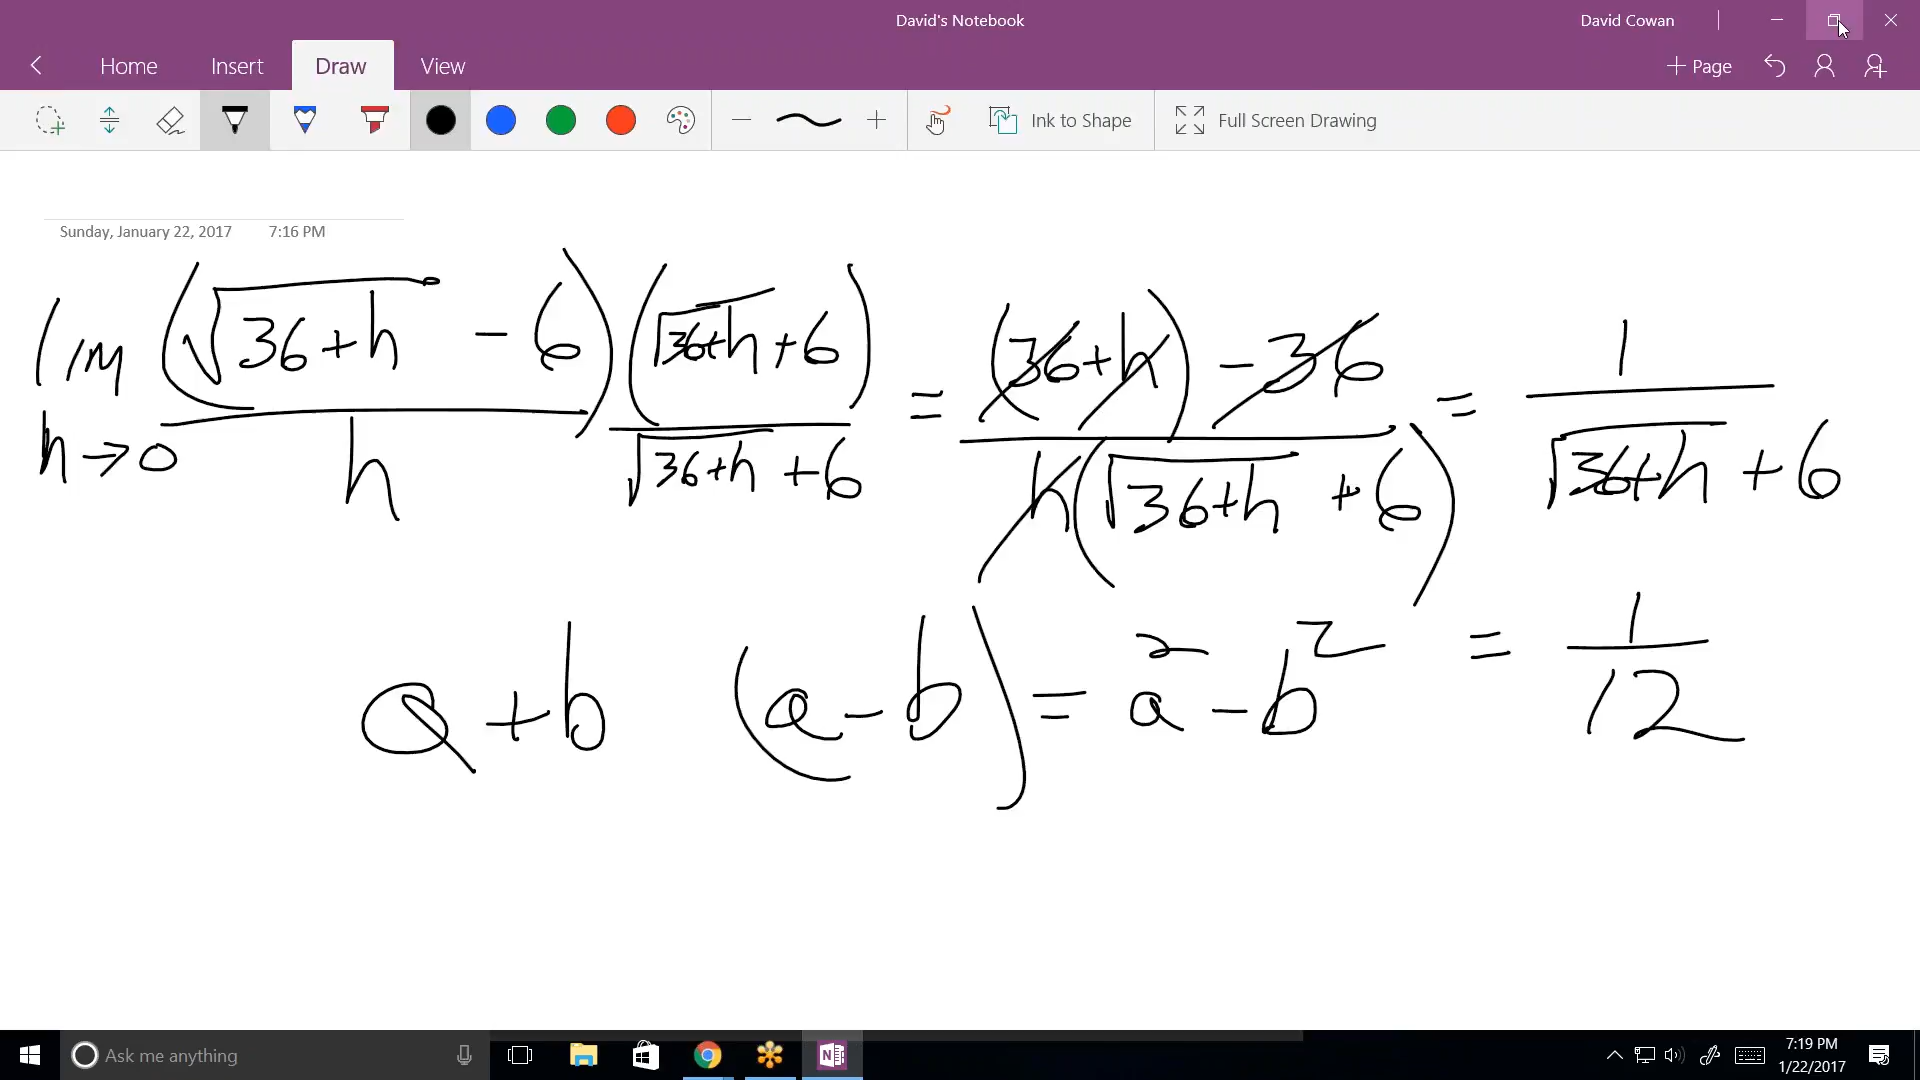 David's Notebook
David Cowan
Home Insert Draw View
+ Page
Ink to Shape
Full Screen Drawing
Sunday, January 22, 2017 7:16 PM
lim h→0 (√(36+h) - 6)/h (√(36+h) + 6)/(√(36+h) + 6) = ((36+h) - 36)/(h(√(36+h) + 6)) = 1/(√(36+h) + 6)
a + b (a - b) = a² - b² = 1/12
Ask me anything
7:19 PM
1/22/2017